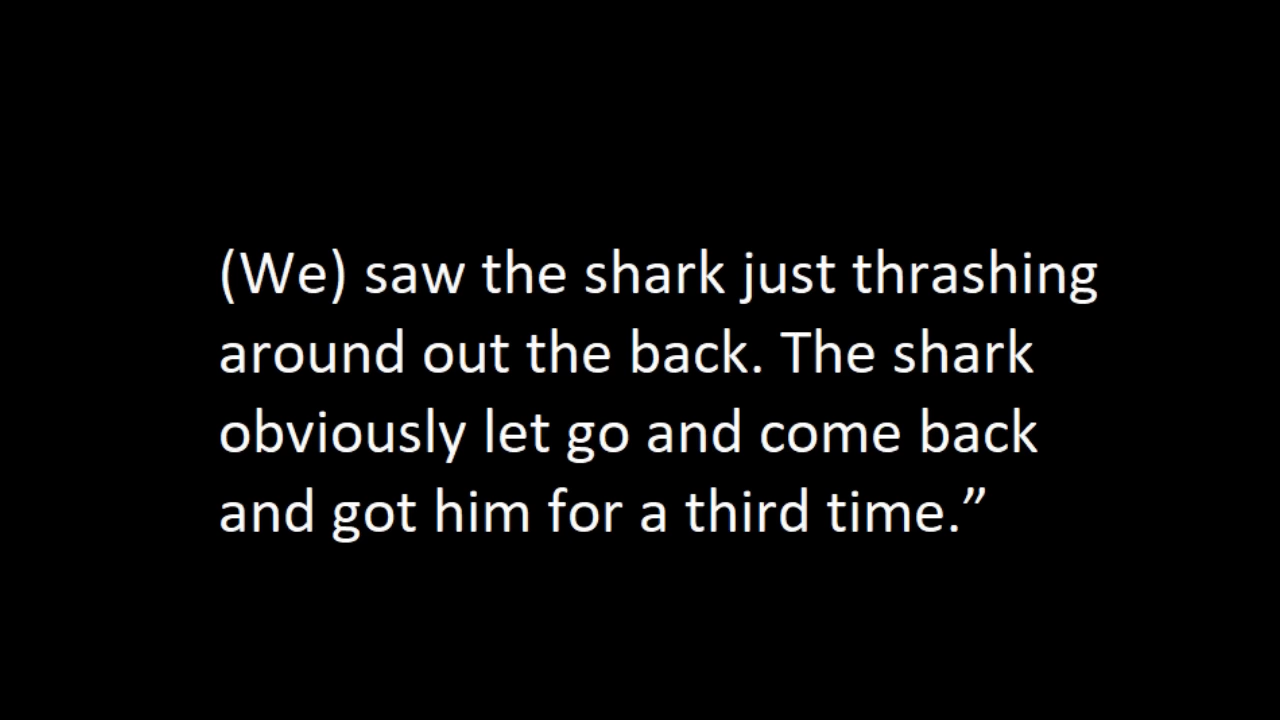 (We) saw the shark just thrashing
around out the back. The shark
obviously let go and come back
and got him for a third time.”